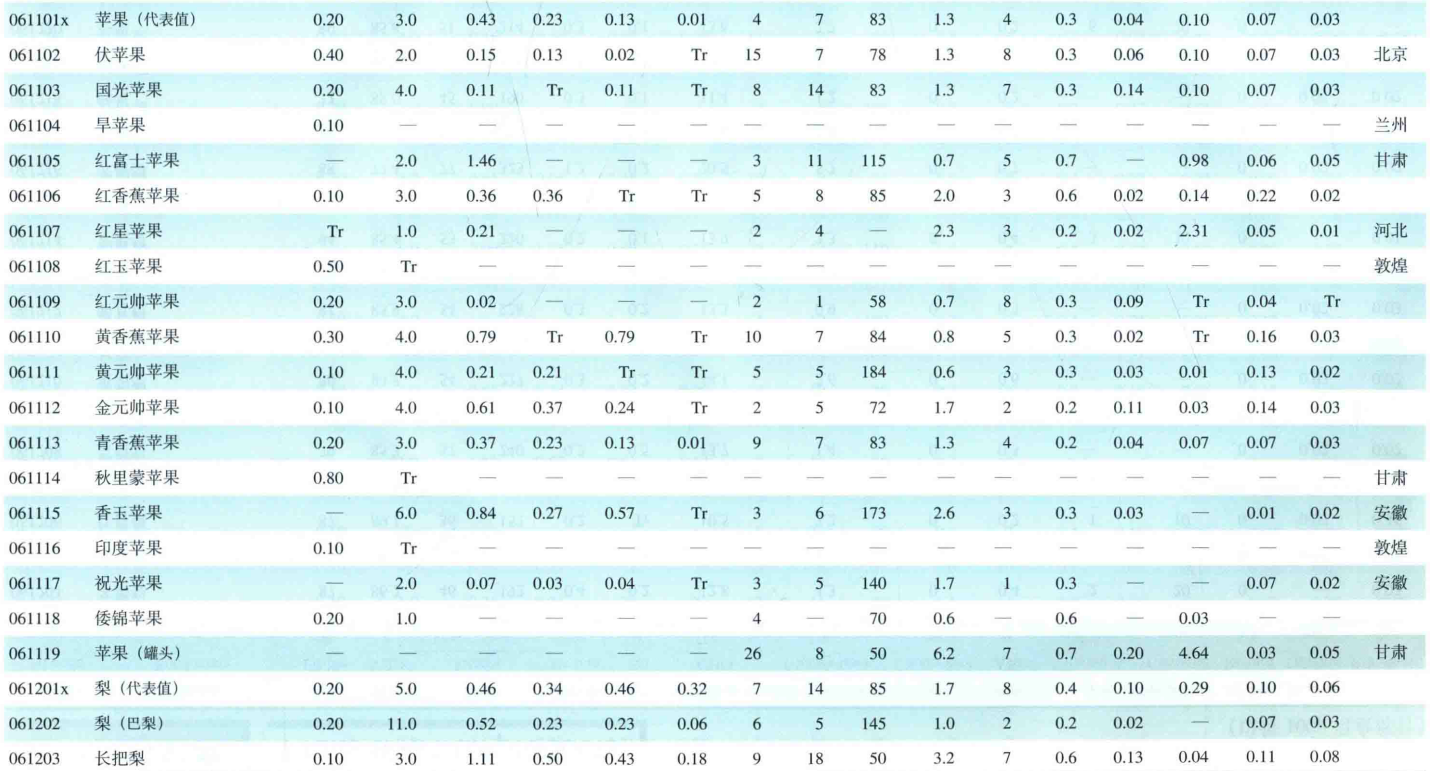 061101x 苹果（代表值） 0.20 3.0 0.43 0.23 0.13 0.01 4 7 83 1.3 4 0.3 0.04 0.10 0.07 0.03
061102 伏苹果 0.40 2.0 0.15 0.13 0.02 Tr 15 7 78 1.3 8 0.3 0.06 0.10 0.07 0.03 北京
061103 国光苹果 0.20 4.0 0.11 Tr 0.11 Tr 8 14 83 1.3 7 0.3 0.14 0.10 0.07 0.03
061104 旱苹果 0.10 — — — — — — — — — — — — — — — 兰州
061105 红富士苹果 — 2.0 1.46 — — — 3 11 115 0.7 5 0.7 — 0.98 0.06 0.05 甘肃
061106 红香蕉苹果 0.10 3.0 0.36 0.36 Tr Tr 5 8 85 2.0 3 0.6 0.02 0.14 0.22 0.02
061107 红星苹果 Tr 1.0 0.21 — — — 2 4 — 2.3 3 0.2 0.02 2.31 0.05 0.01 河北
061108 红玉苹果 0.50 Tr — — — — — — — — — — — — — — 敦煌
061109 红元帅苹果 0.20 3.0 0.02 — — — 2 1 58 0.7 8 0.3 0.09 Tr 0.04 Tr
061110 黄香蕉苹果 0.30 4.0 0.79 Tr 0.79 Tr 10 7 84 0.8 5 0.3 0.02 Tr 0.16 0.03
061111 黄元帅苹果 0.10 4.0 0.21 0.21 Tr Tr 5 5 184 0.6 3 0.3 0.03 0.01 0.13 0.02
061112 金元帅苹果 0.10 4.0 0.61 0.37 0.24 Tr 2 5 72 1.7 2 0.2 0.11 0.03 0.14 0.03
061113 青香蕉苹果 0.20 3.0 0.37 0.23 0.13 0.01 9 7 83 1.3 4 0.2 0.04 0.07 0.07 0.03
061114 秋里蒙苹果 0.80 Tr — — — — — — — — — — — — — — 甘肃
061115 香玉苹果 — 6.0 0.84 0.27 0.57 Tr 3 6 173 2.6 3 0.3 0.03 — 0.01 0.02 安徽
061116 印度苹果 0.10 Tr — — — — — — — — — — — — — — 敦煌
061117 祝光苹果 — 2.0 0.07 0.03 0.04 Tr 3 5 140 1.7 1 0.3 — — 0.07 0.02 安徽
061118 倭锦苹果 0.20 1.0 — — — — 4 — 70 0.6 — 0.6 — 0.03 — —
061119 苹果（罐头） — — — — — — 26 8 50 6.2 7 0.7 0.20 4.64 0.03 0.05 甘肃
061201x 梨（代表值） 0.20 5.0 0.46 0.34 0.46 0.32 7 14 85 1.7 8 0.4 0.10 0.29 0.10 0.06
061202 梨（巴梨） 0.20 11.0 0.52 0.23 0.23 0.06 6 5 145 1.0 2 0.2 0.02 — 0.07 0.03
061203 长把梨 0.10 3.0 1.11 0.50 0.43 0.18 9 18 50 3.2 7 0.6 0.13 0.04 0.11 0.08